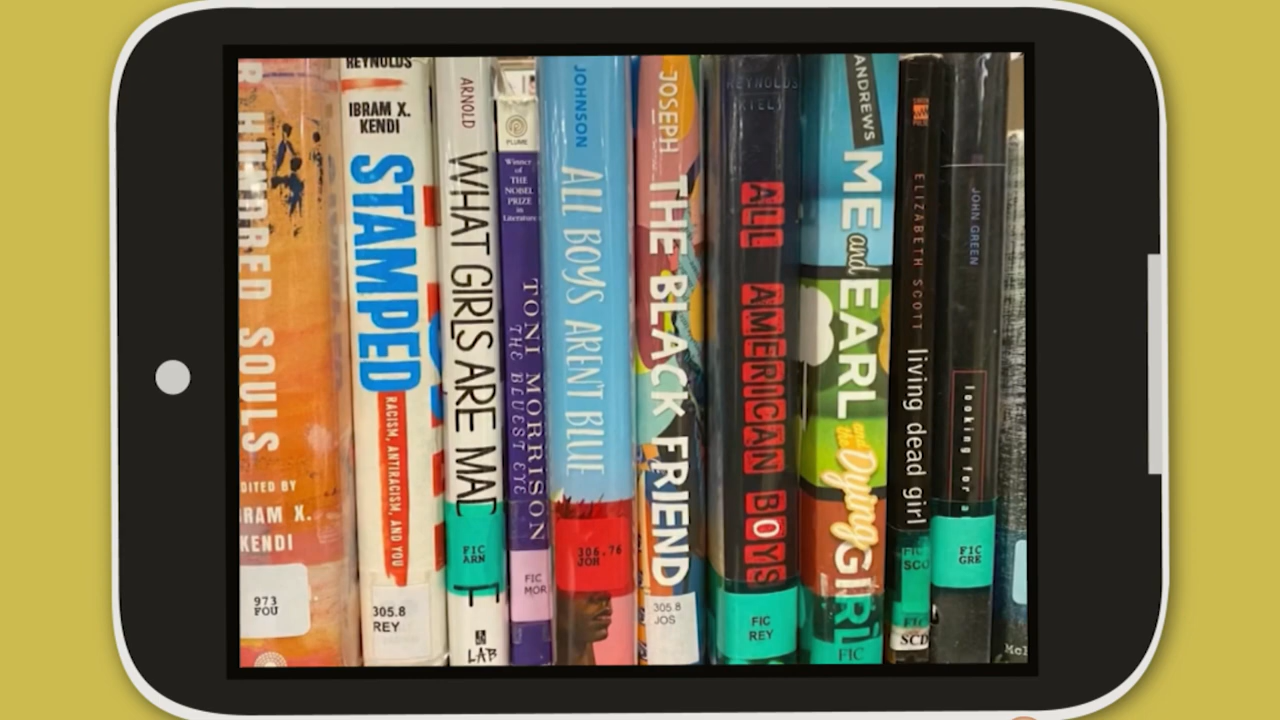 HUNDRED SOULS
EDITED BY
IBRAM X.
KENDI
973
FOU
REYNOLDS
IBRAM X.
KENDI
STAMPED
RACISM, ANTIRACISM, AND YOU
305.8
REY
ARNOLD
WHAT GIRLS ARE MAD
FIC
ARN
LAB
PLUME
Winner
of
THE
NOBEL
PRIZE
in
Literature
TONI MORRISON
THE BLUEST EYE
FIC
MOR
JOHNSON
ALL BOYS AREN'T BLUE
306.76
JOH
JOSEPH
THE BLACK FRIEND
305.8
JOS
REYNOLDS
KIELY
ALL AMERICAN BOYS
FIC
REY
ANDREWS
ME and EARL and the Dying GIRL
FIC
ELIZABETH SCOTT living dead girl
FIC
SCO
FIC
SCD
JOHN GREEN
looking for a
FIC
GRE
McE